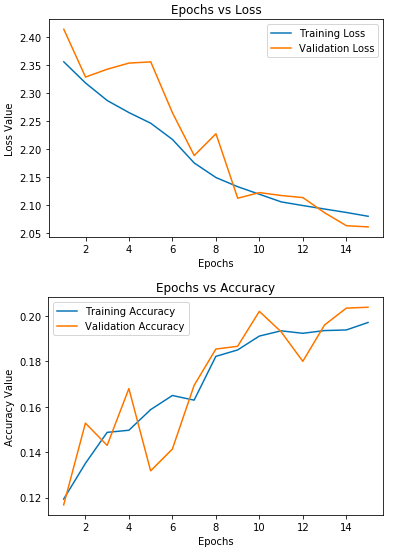 Epochs vs Loss
Training Loss
Validation Loss
2.40
2.35
2.30
2.25
2.20
2.15
2.10
2.05
Loss Value
2 4 6 8 10 12 14
Epochs
Epochs vs Accuracy
Training Accuracy
Validation Accuracy
0.20
0.18
0.16
0.14
0.12
Accuracy Value
2 4 6 8 10 12 14
Epochs